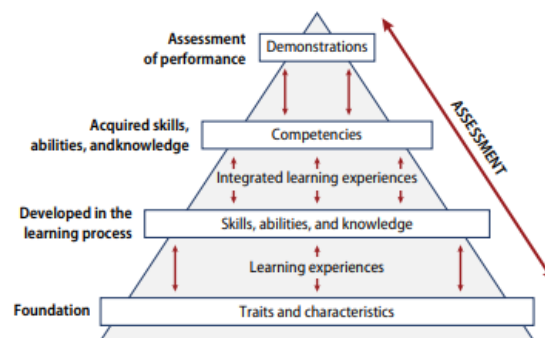 Assessment
of performance
Demonstrations
ASSESSMENT
Acquired skills,
abilities, andknowledge
Competencies
Integrated learning experiences
Developed in the
learning process
Skills, abilities, and knowledge
Learning experiences
Foundation
Traits and characteristics